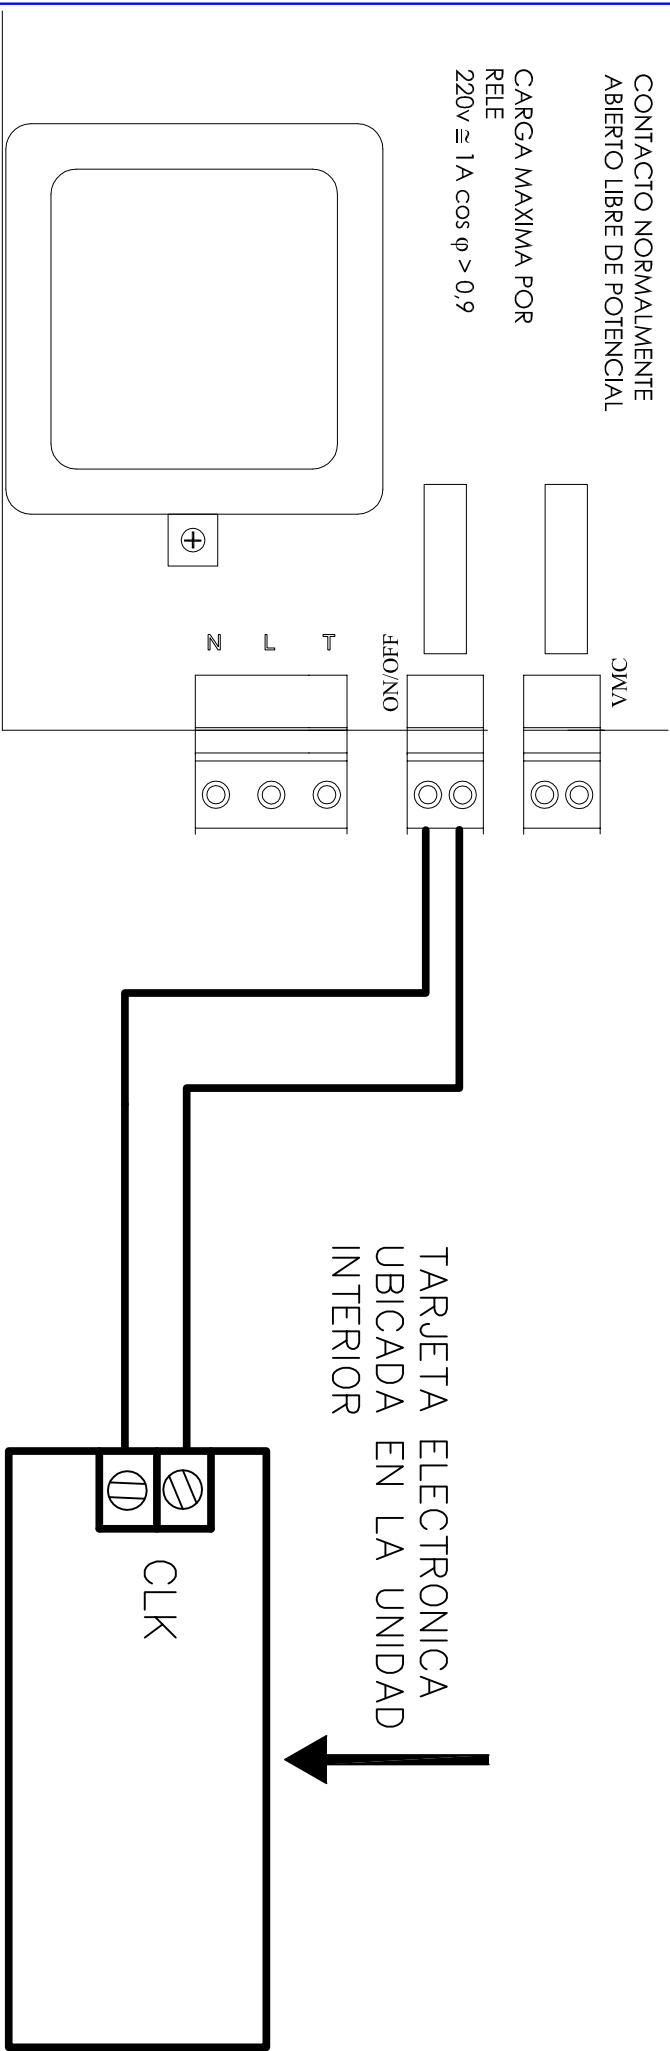 CONTACTO NORMALMENTE
ABIERTO LIBRE DE POTENCIAL
CARGA MAXIMA POR
RELE
220v ≅ 1A cos φ > 0,9
VMC
ON/OFF
N
L
T
TARJETA ELECTRONICA
UBICADA EN LA UNIDAD
INTERIOR
CLK